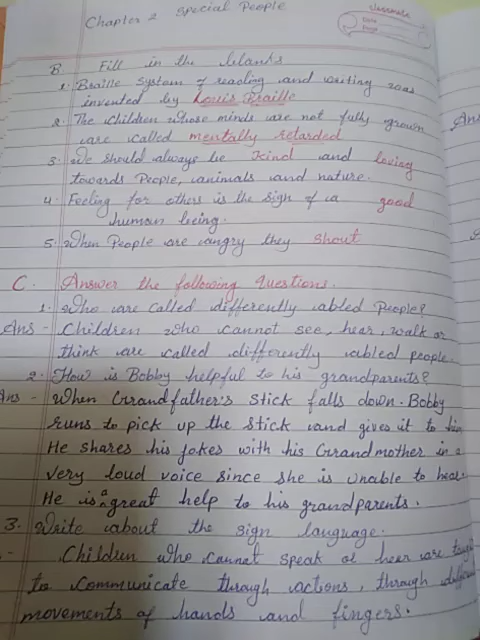 Chapter 2 Special People
classmate
Date
Page
B. Fill in the blanks
1. Braille System of reading and writing was
invented by Louis Braille
2. The children whose minds are not fully grown
are called mentally retarded
3. We should always be kind and loving
towards People, animals and nature.
4. Feeling for others is the sign of a good
human being.
5. When People are angry they shout
C. Answer the following Questions.
1. Who are called differently abled People?
Ans - Children who cannot see, hear, walk or
think are called differently abled people.
2. How is Bobby helpful to his grandparents?
Ans - When Grandfather's stick falls down. Bobby
runs to pick up the stick and gives it to him
He shares his jokes with his Grandmother in a
very loud voice since she is unable to hear.
He is a great help to his grandparents.
3. Write about the sign language.
- Children who cannot speak or hear are taught
to communicate through actions, through different
movements of hands and fingers.
Ans